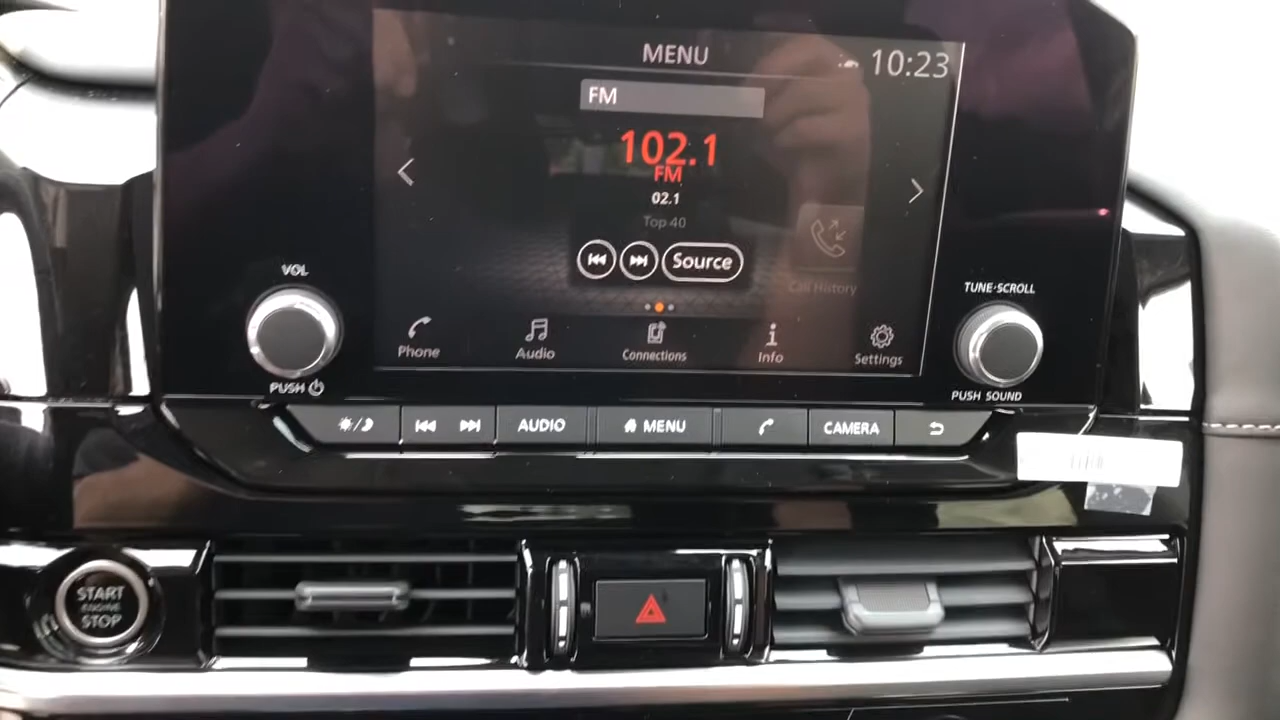 MENU
10:23
FM
102.1
FM
02.1
Top 40
Source
Call History
Phone
Audio
Connections
Info
Settings
VOL
PUSH
TUNE·SCROLL
PUSH SOUND
AUDIO
MENU
CAMERA
START
ENGINE
STOP